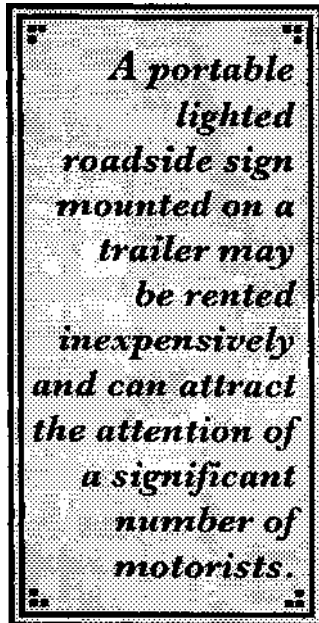 A portable
lighted
roadside sign
mounted on a
trailer may
be rented
inexpensively
and can attract
the attention of
a significant
number of
motorists.